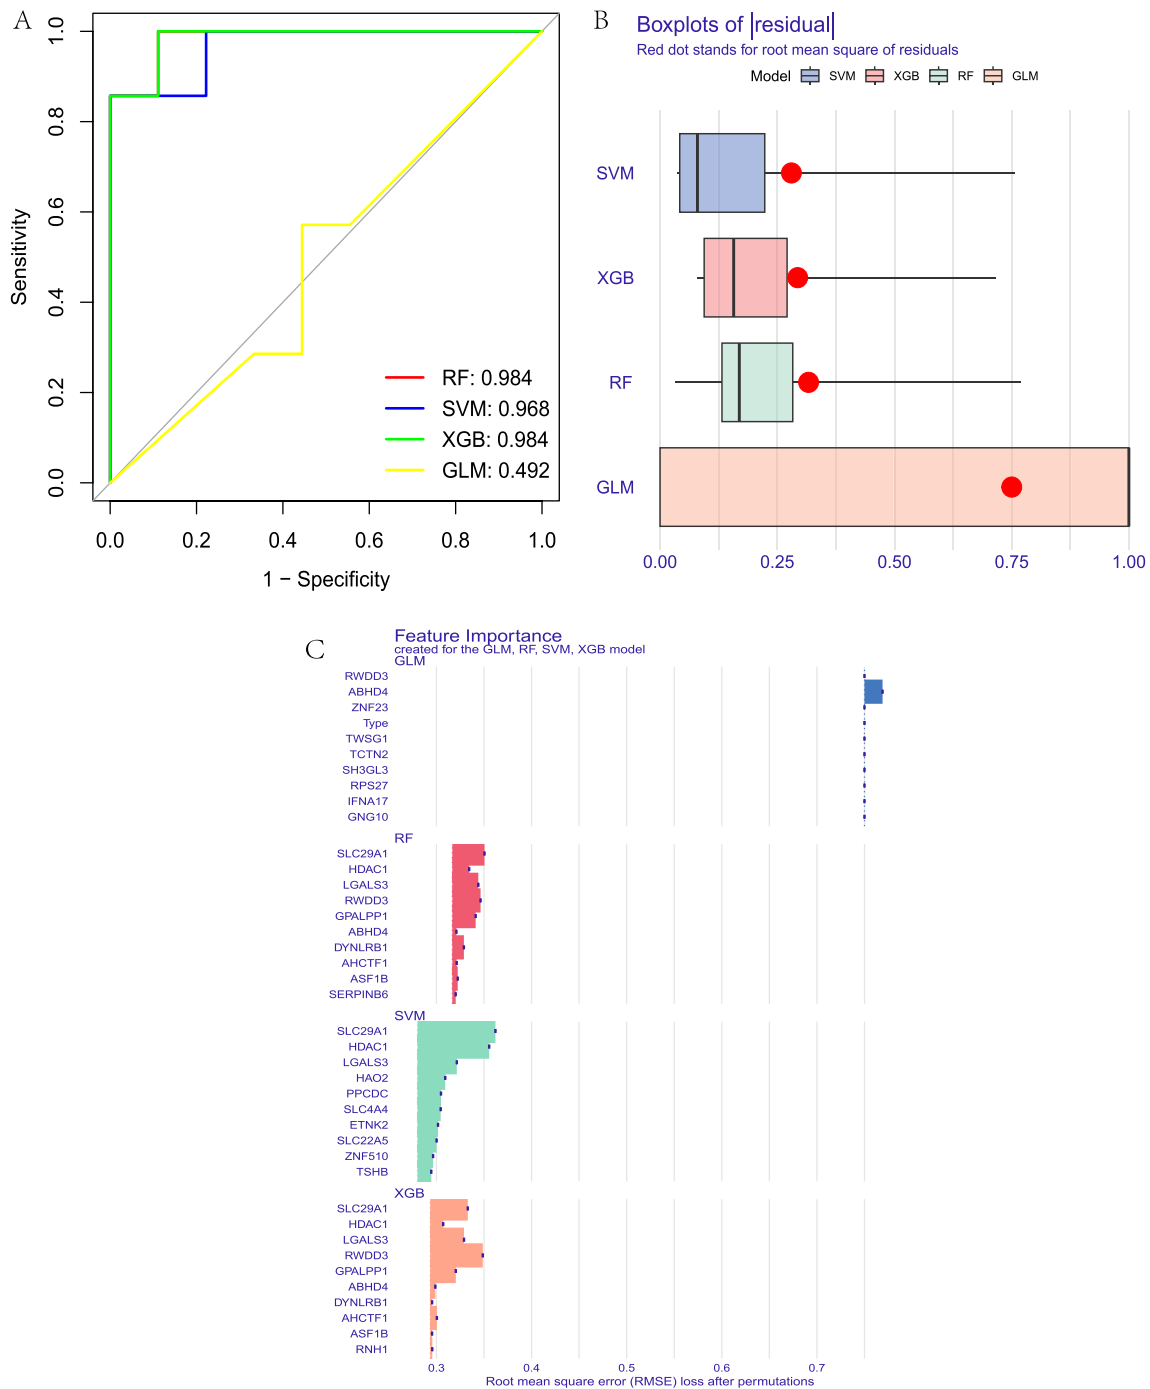 A
Sensitivity
0.0 0.2 0.4 0.6 0.8 1.0
RF: 0.984
SVM: 0.968
XGB: 0.984
GLM: 0.492
0.0 0.2 0.4 0.6 0.8 1.0
1 − Specificity
B
Boxplots of |residual|
Red dot stands for root mean square of residuals
Model SVM XGB RF GLM
SVM
XGB
RF
GLM
0.00 0.25 0.50 0.75 1.00
C
Feature Importance
created for the GLM, RF, SVM, XGB model
GLM
RWDD3
ABHD4
ZNF23
Type
TWSG1
TCTN2
SH3GL3
RPS27
IFNA17
GNG10
RF
SLC29A1
HDAC1
LGALS3
RWDD3
GPALPP1
ABHD4
DYNLRB1
AHCTF1
ASF1B
SERPINB6
SVM
SLC29A1
HDAC1
LGALS3
HAO2
PPCDC
SLC4A4
ETNK2
SLC22A5
ZNF510
TSHB
XGB
SLC29A1
HDAC1
LGALS3
RWDD3
GPALPP1
ABHD4
DYNLRB1
AHCTF1
ASF1B
RNH1
0.3 0.4 0.5 0.6 0.7
Root mean square error (RMSE) loss after permutations